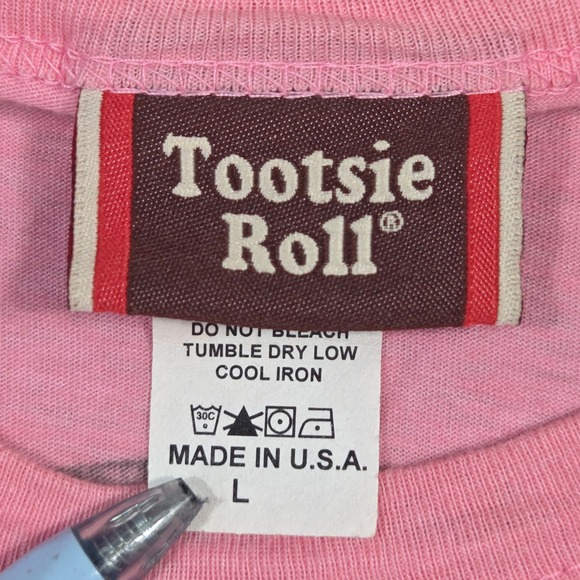 Tootsie
Roll®
DO NOT BLEACH
TUMBLE DRY LOW
COOL IRON
30C
MADE IN U.S.A.
L